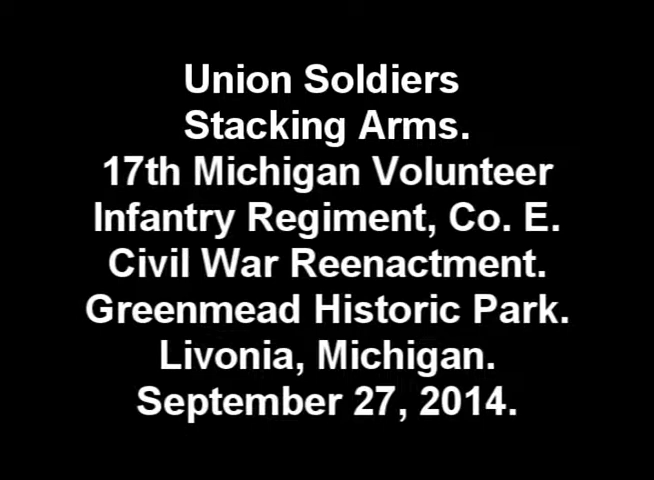 Union Soldiers
Stacking Arms.
17th Michigan Volunteer
Infantry Regiment, Co. E.
Civil War Reenactment.
Greenmead Historic Park.
Livonia, Michigan.
September 27, 2014.